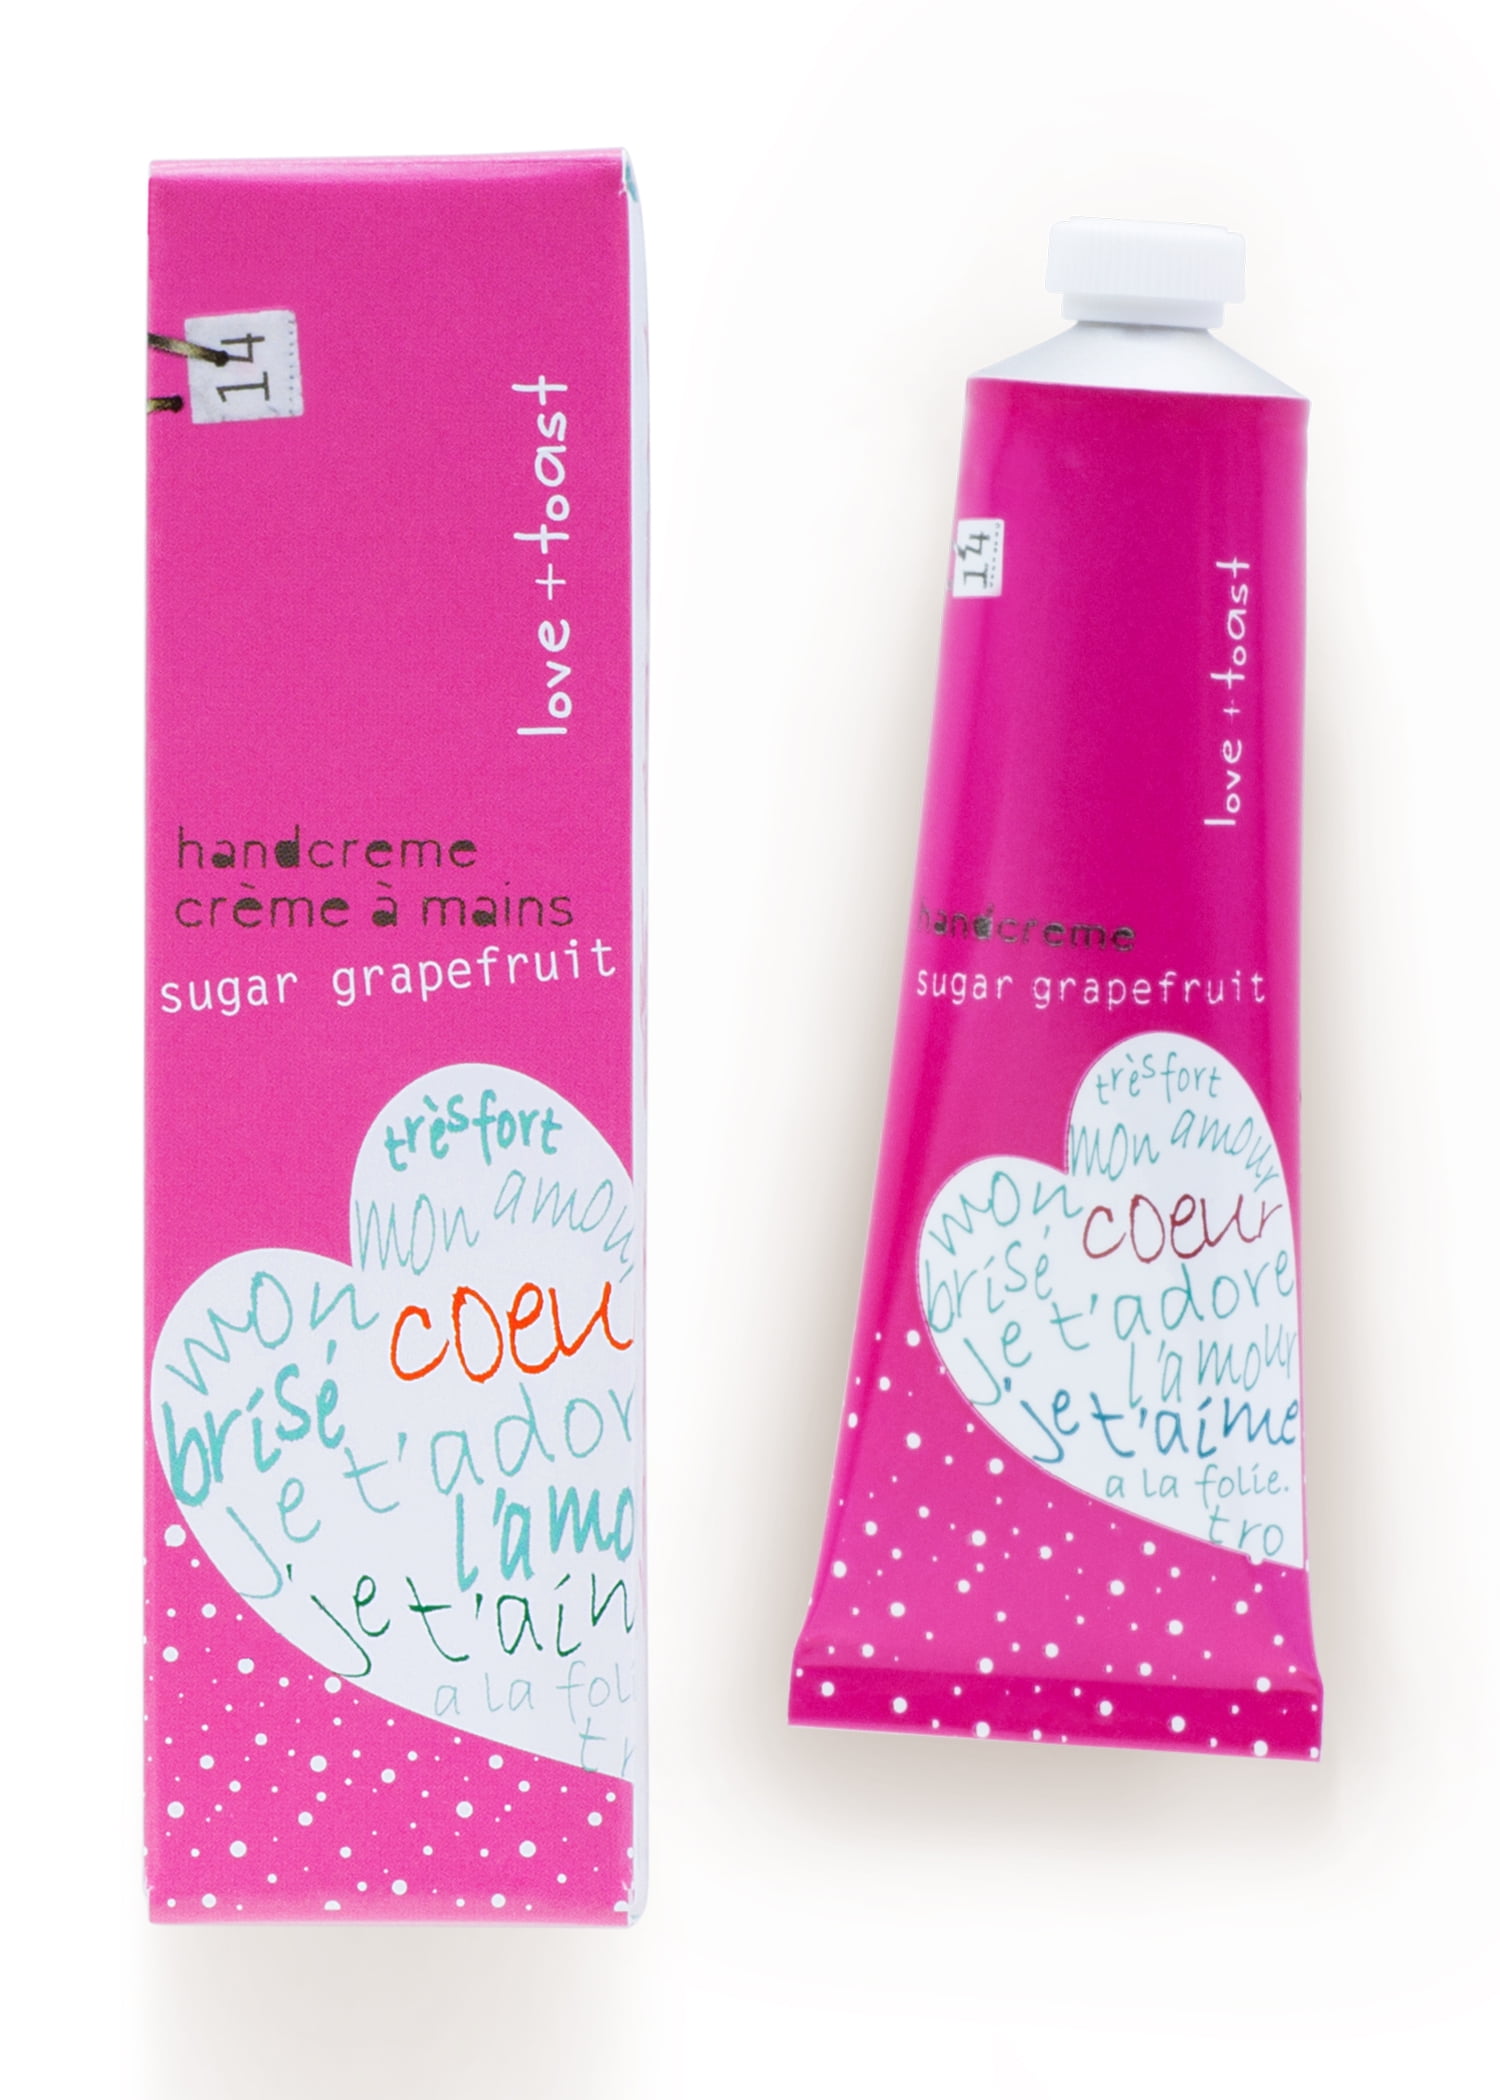 14
love + toast
handcreme
crème à mains
sugar grapefruit
très fort
mon amour
mon coeu
brisé
je t'ador
l'amo
je t'aim
a la foli
tr
14
love + toast
handcreme
sugar grapefruit
très fort
mon amour
mon coeur
brisé
je t'adore
l'amour
je t'aime
a la folie.
tro